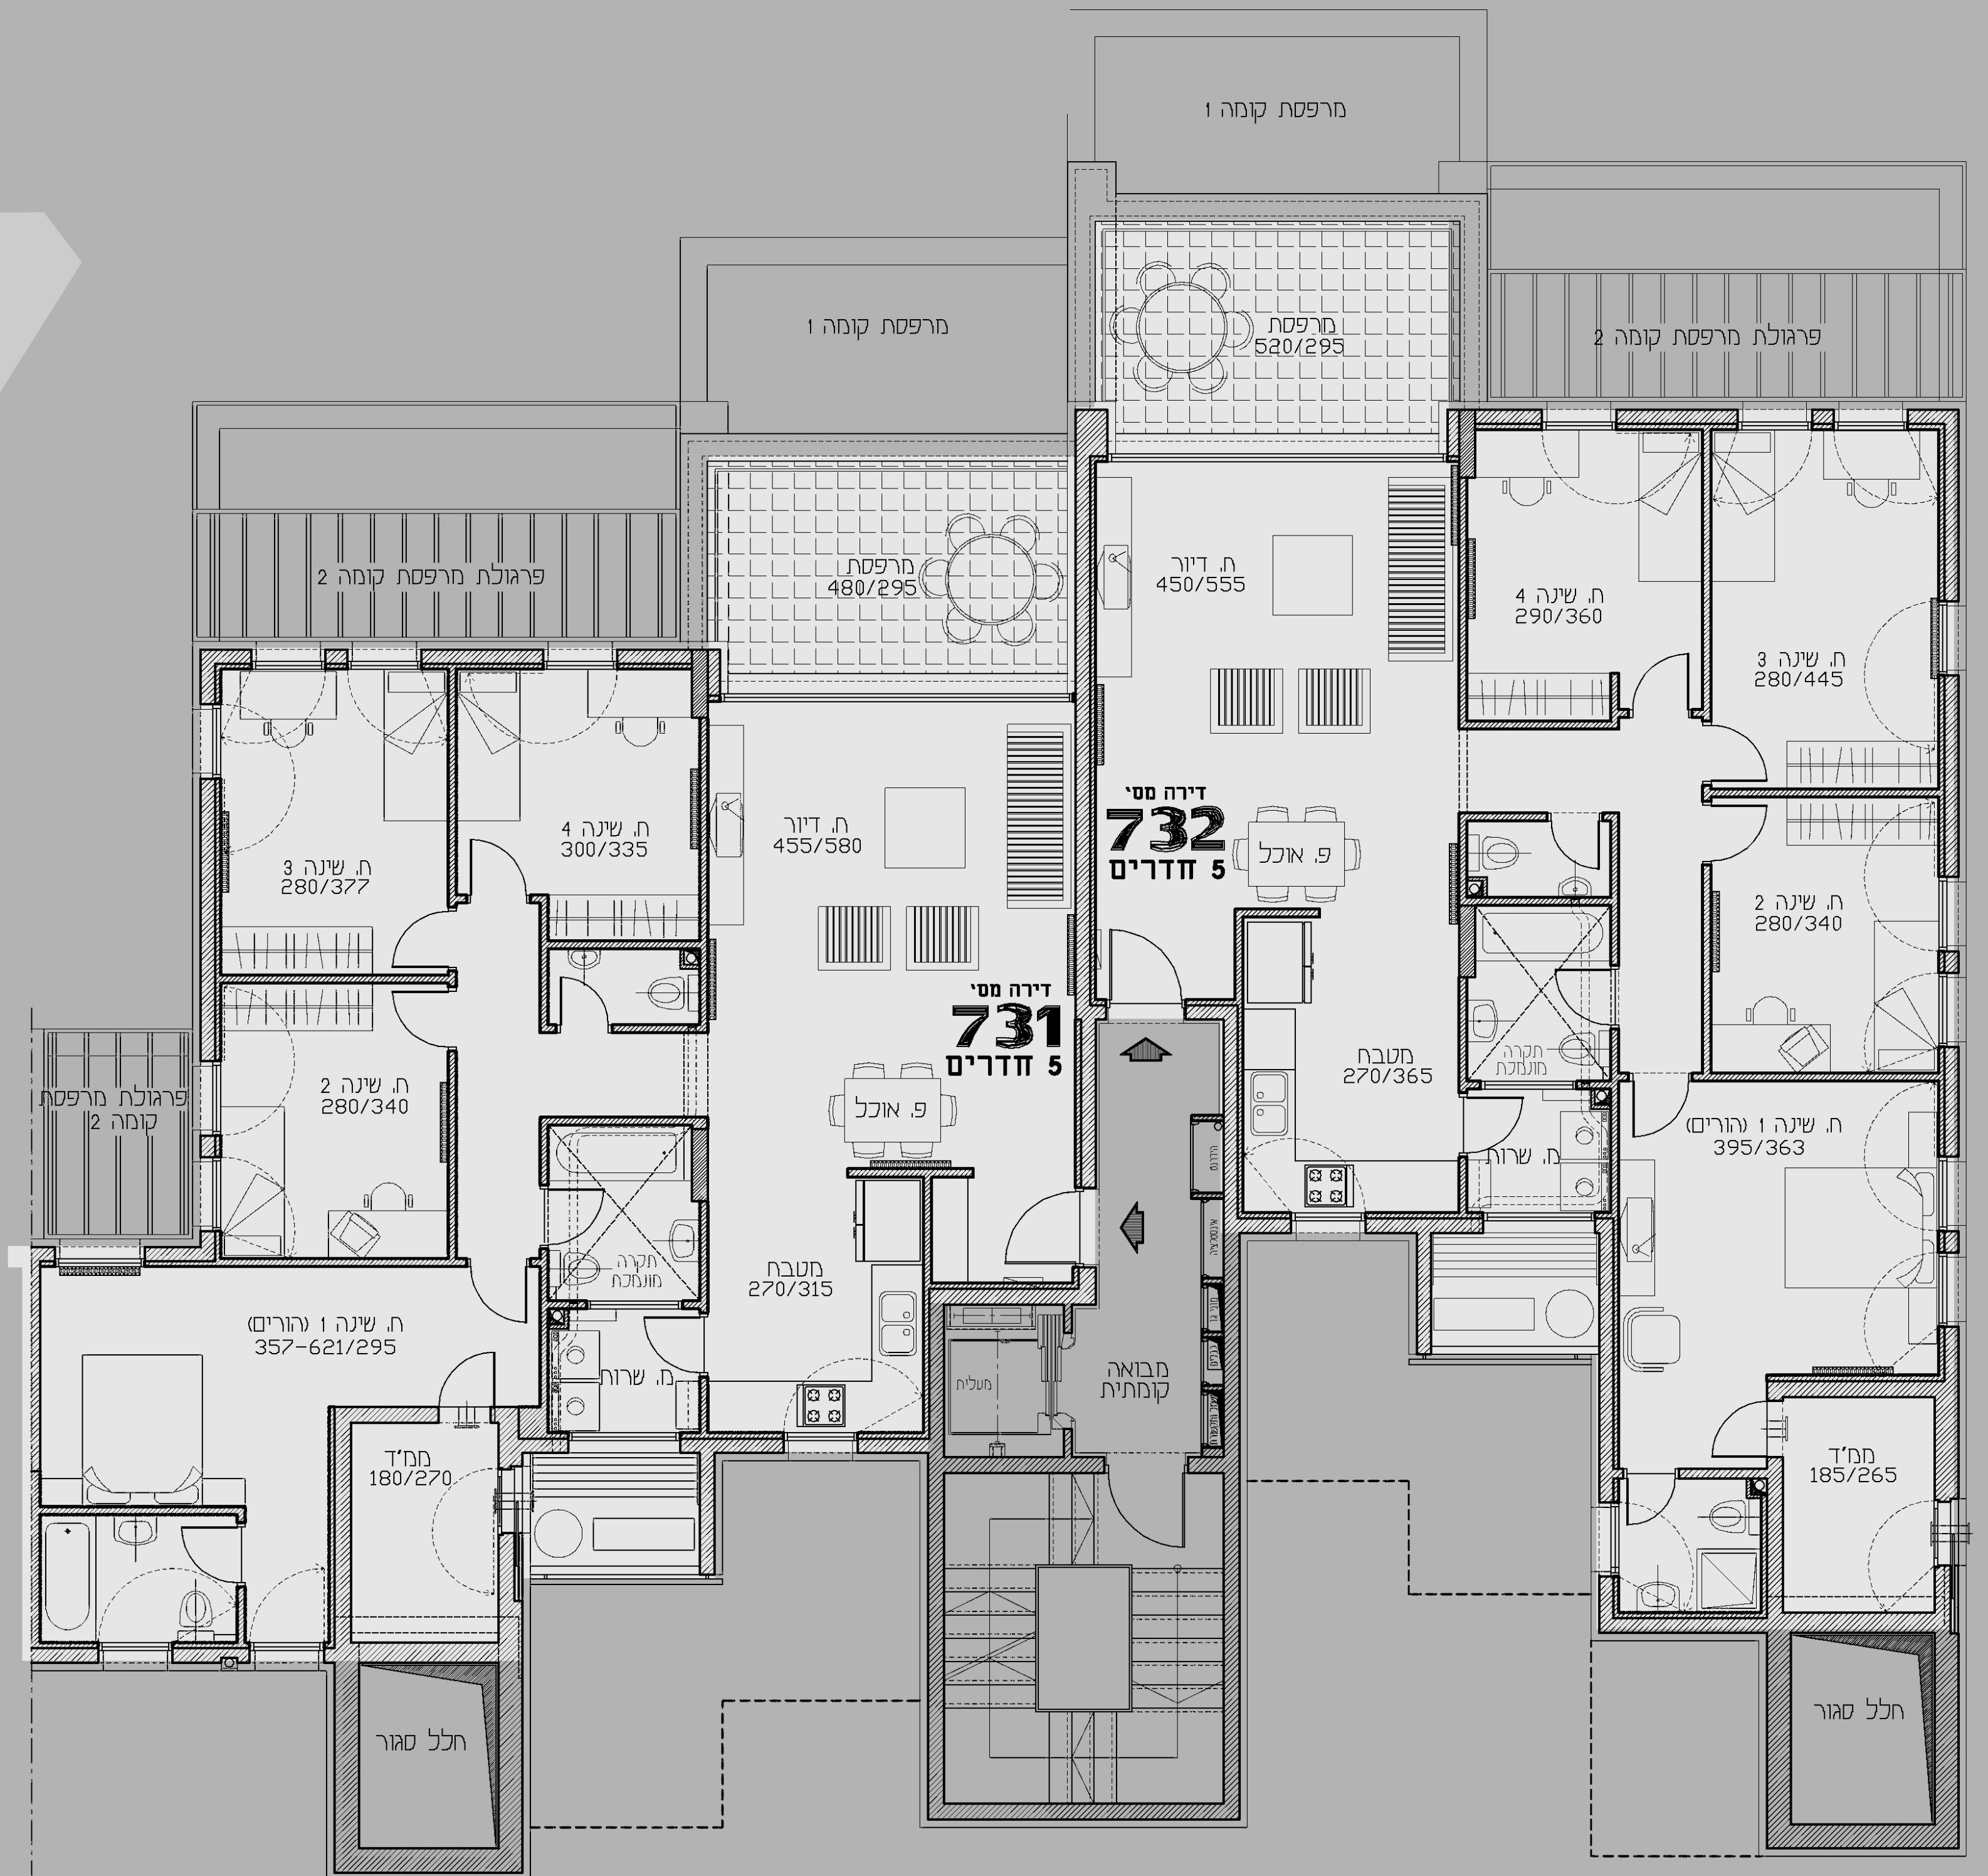 מרפסת קומה 1
מרפסת קומה 1
פרגולת מרפסת קומה 2
מרפסת
520/295
פרגולת מרפסת קומה 2
מרפסת
480/295
ח. דיור
450/555
ח. שינה 4
290/360
ח. שינה 3
280/445
דירה מס'
732
5 חדרים
פ. אוכל
ח. שינה 2
280/340
מטבח
270/365
תקרה
מונמכת
מ. שרות
ח. שינה 1 (הורים)
395/363
ממ'ד
185/265
חלל סגור
ח. דיור
455/580
ח. שינה 4
300/335
ח. שינה 3
280/377
דירה מס'
731
5 חדרים
פ. אוכל
ח. שינה 2
280/340
פרגולת מרפסת
קומה 2
תקרה
מונמכת
מטבח
270/315
מ. שרות
ח. שינה 1 (הורים)
357-621/295
ממ'ד
180/270
חלל סגור
מבואה
קומתית
מעלית